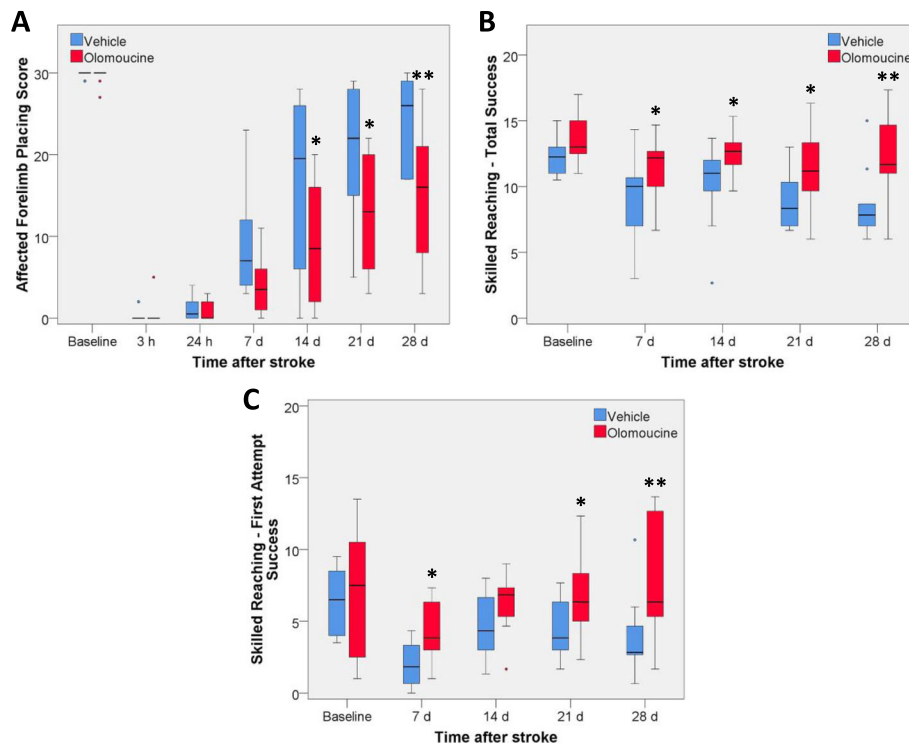 A
Vehicle
Olomoucine
Affected Forelimb Placing Score
30
20
10
0
**
*
*
Baseline 3 h 24 h 7 d 14 d 21 d 28 d
Time after stroke
B
Vehicle
Olomoucine
Skilled Reaching - Total Success
20
15
10
5
0
*
*
*
**
Baseline 7 d 14 d 21 d 28 d
Time after stroke
C
Vehicle
Olomoucine
Skilled Reaching - First Attempt
Success
20
15
10
5
0
*
*
**
Baseline 7 d 14 d 21 d 28 d
Time after stroke